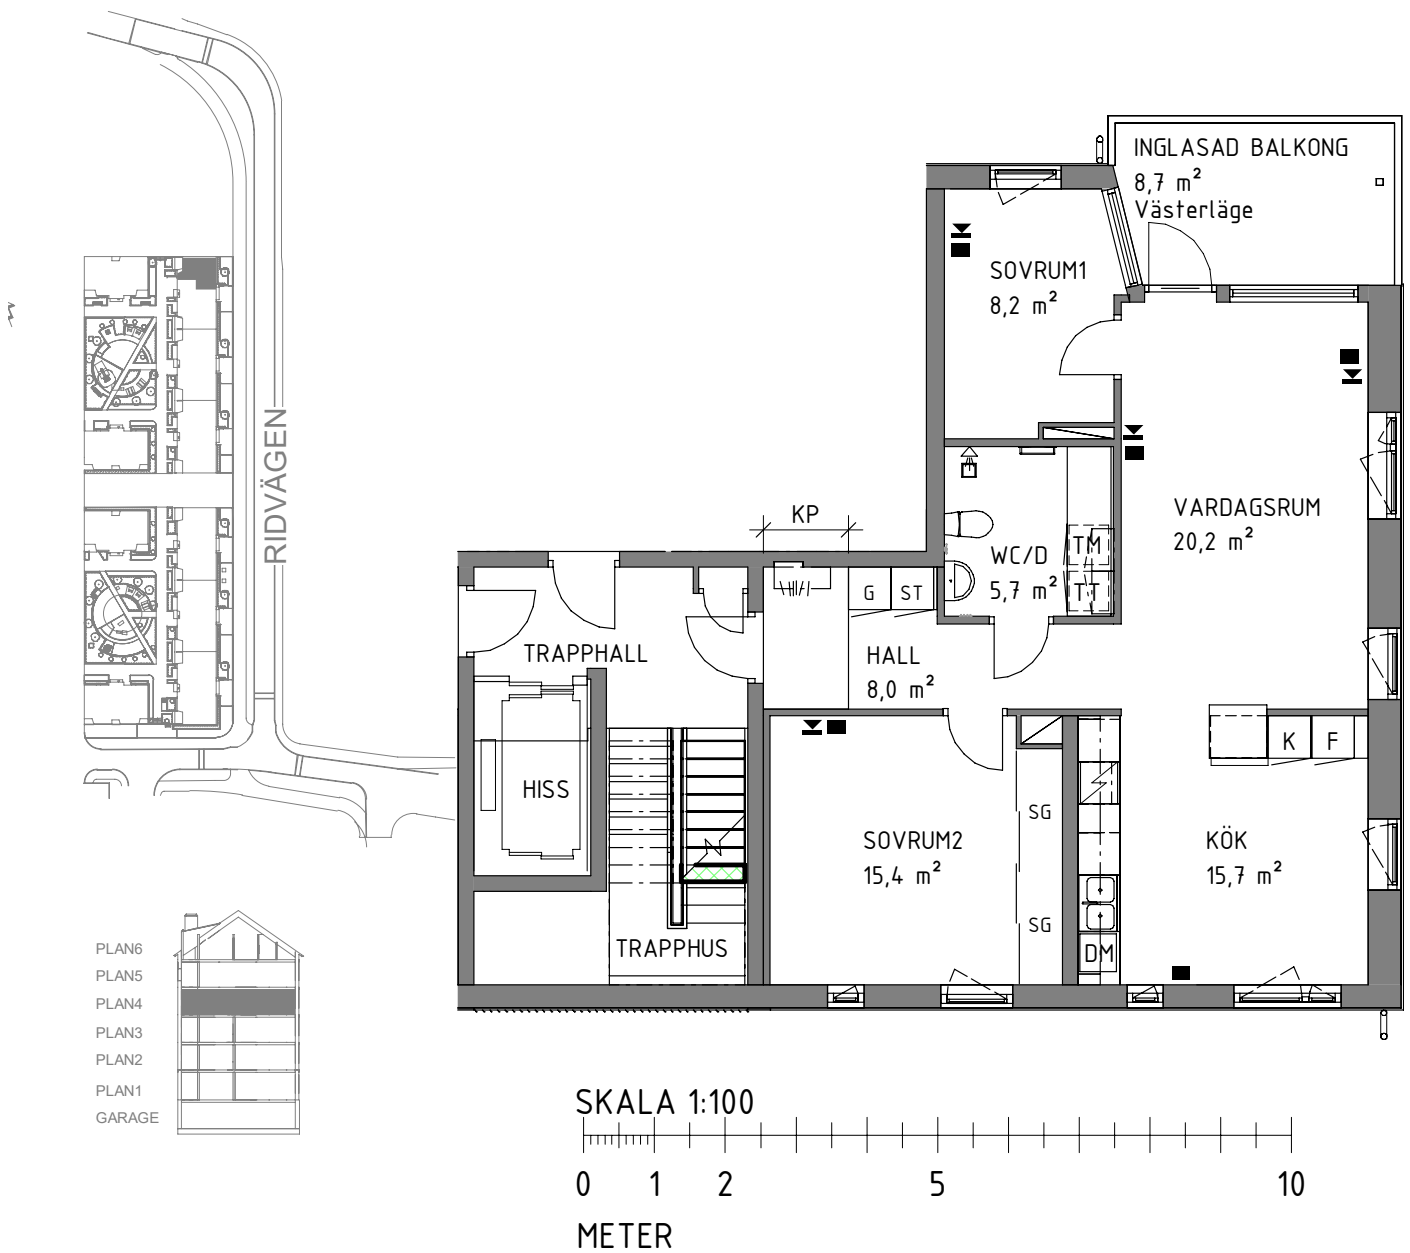 INGLASAD BALKONG
8,7 m²
Västerläge
SOVRUM1
8,2 m²
RIDVÄGEN
KP
WC/D
5,7 m²
TM
TT
VARDAGSRUM
20,2 m²
G
ST
TRAPPHALL
HALL
8,0 m²
K
F
HISS
SG
SOVRUM2
15,4 m²
KÖK
15,7 m²
SG
TRAPPHUS
DM
PLAN6
PLAN5
PLAN4
PLAN3
PLAN2
PLAN1
GARAGE
SKALA 1:100
0 1 2 5 10
METER